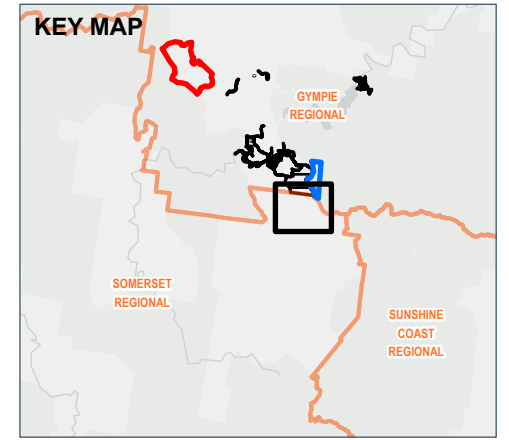 KEY MAP
GYMPIE
REGIONAL
SOMERSET
REGIONAL
SUNSHINE
COAST
REGIONAL